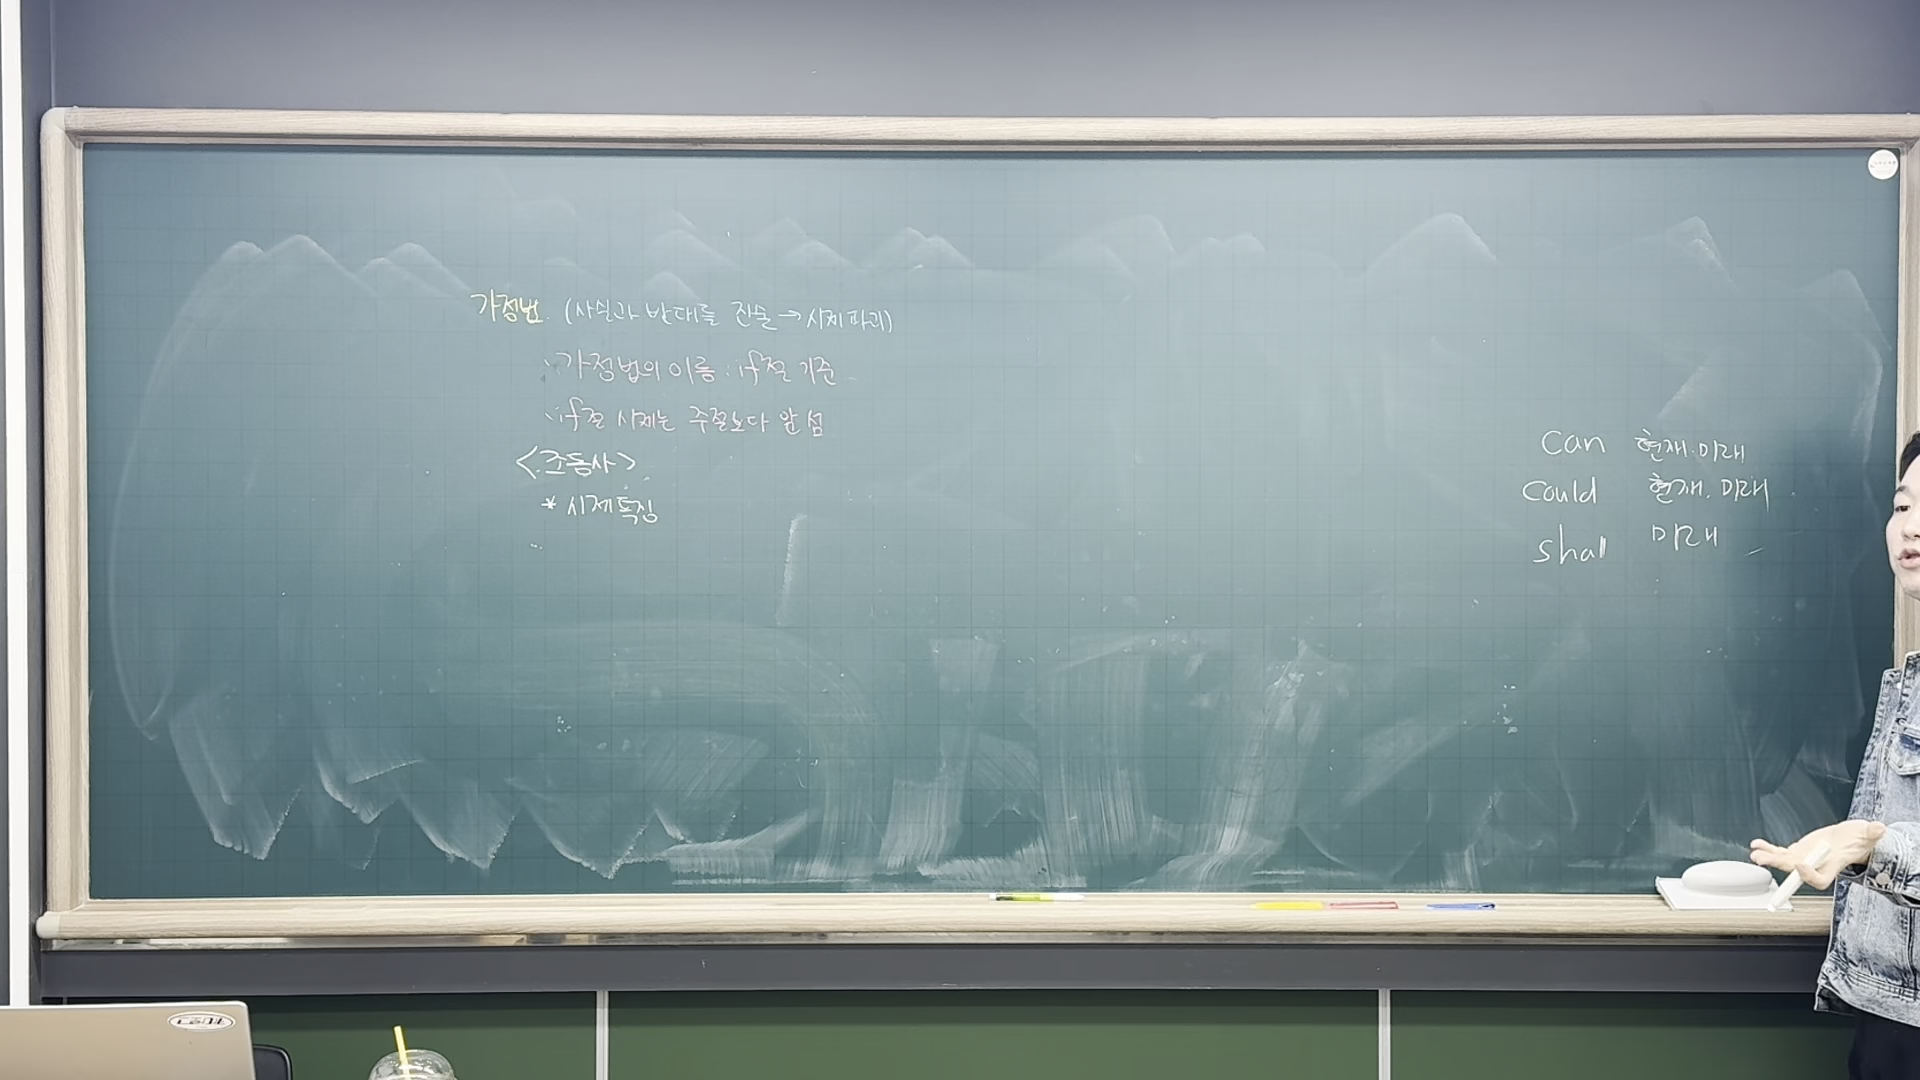 가정법. (사실과 반대를 진술 → 시제파괴)
가정법의 이름 : if절 기준
if절 시제는 주절보다 앞섬
<조동사>
* 시제특징
Can 현재.미래
Could 현재.미래
shall 미래